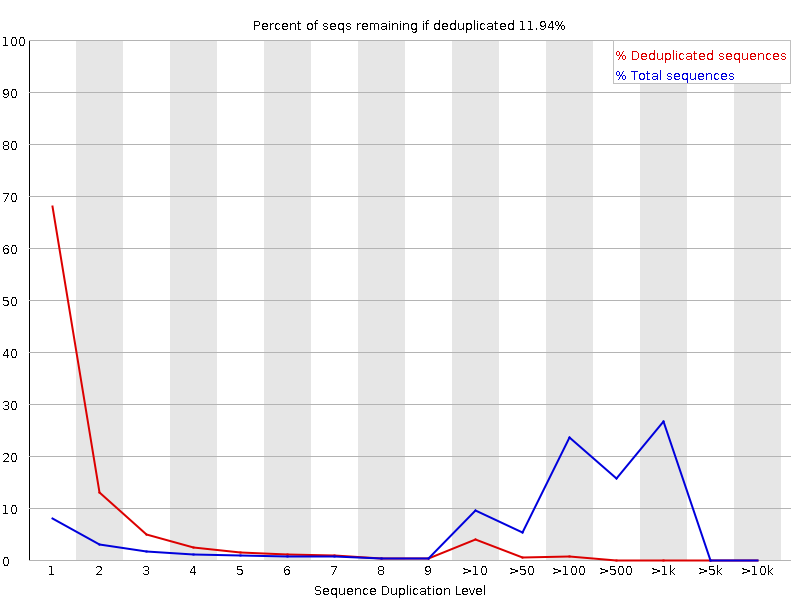 Percent of seqs remaining if deduplicated 11.94%
% Deduplicated sequences
% Total sequences
100
90
80
70
60
50
40
30
20
10
0
1 2 3 4 5 6 7 8 9 >10 >50 >100 >500 >1k >5k >10k
Sequence Duplication Level